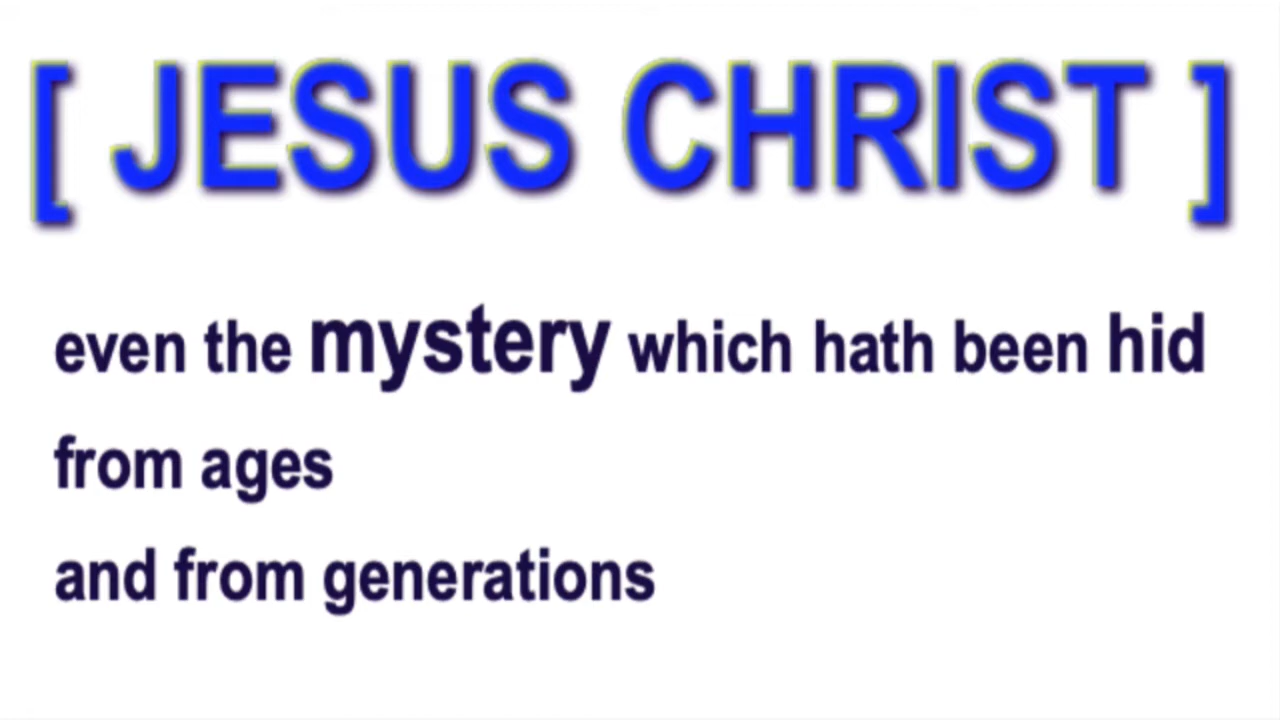 [ JESUS CHRIST ]
even the mystery which hath been hid
from ages
and from generations